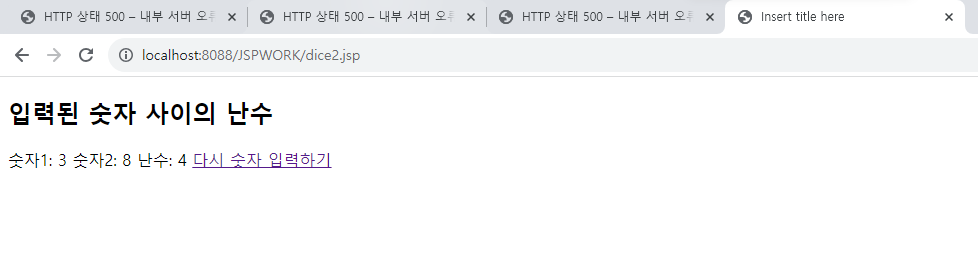 HTTP 상태 500 – 내부 서버 오류
HTTP 상태 500 – 내부 서버 오류
HTTP 상태 500 – 내부 서버 오류
Insert title here
localhost:8088/JSPWORK/dice2.jsp
입력된 숫자 사이의 난수
숫자1: 3 숫자2: 8 난수: 4 다시 숫자 입력하기